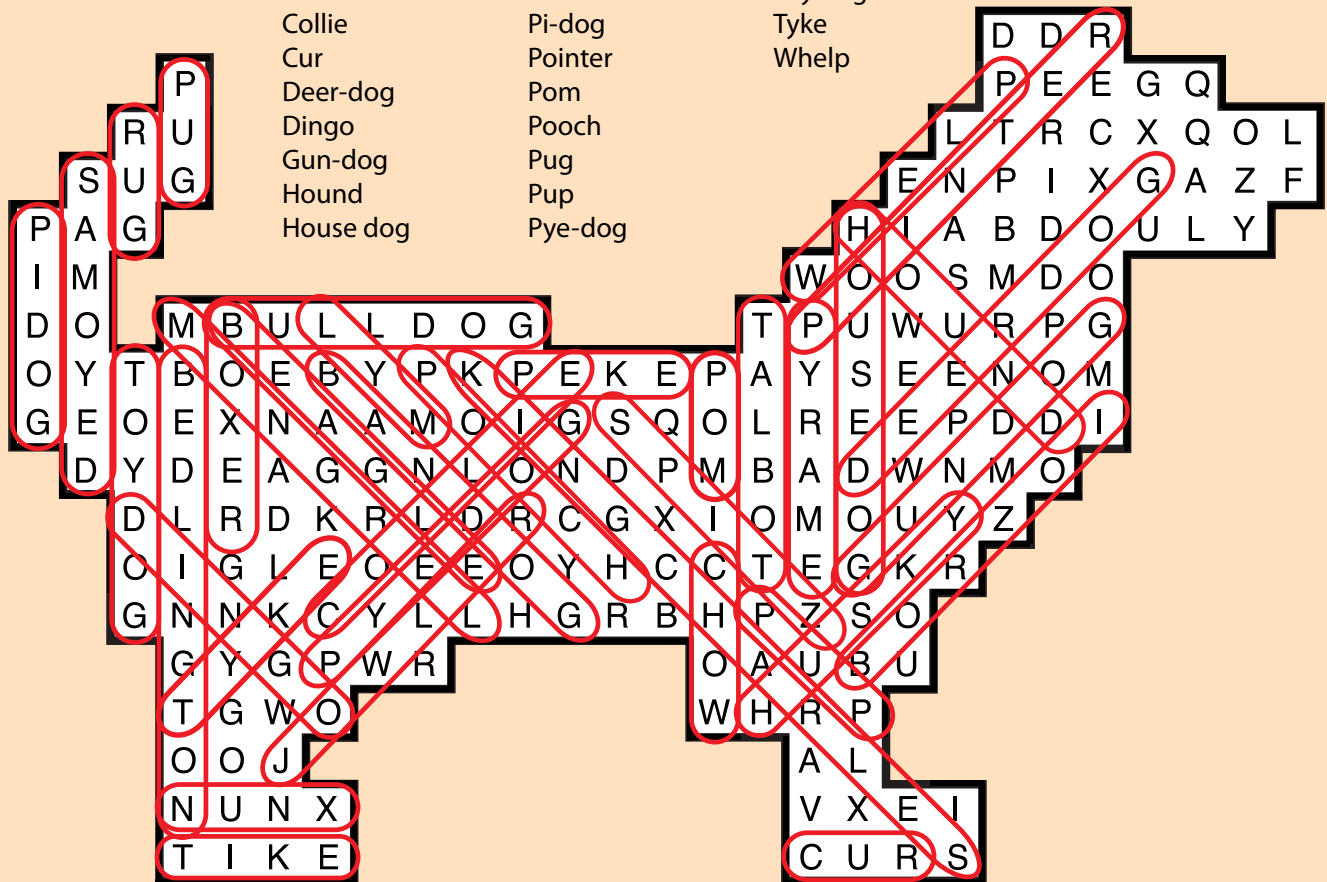 Collie
Cur
Deer-dog
Dingo
Gun-dog
Hound
House dog
Pi-dog
Pointer
Pom
Pooch
Pug
Pup
Pye-dog
Tyke
Whelp
D D R
P P E E G Q
R U L T R C X Q O L
S U G E N P I X G A Z F
P A G H I A B D O U L Y
I M W O O S M D O
D O M B U L L D O G T P U W U R P G
O Y T B O E B Y P K P E K E P A Y S E E N O M
G E O E X N A A M O I G S Q O L R E E P D D I
D Y D E A G G N L O N D P M B A D W N M O
D L R D K R L D R C G X I O M O U Y Z
O I G L E O E E O Y H C C T E G K R
G N N K C Y L L H G R B H P Z S O
G Y G P W R O A U B U
T G W O W H R P
O O J A L
N U N X V X E I
T I K E C U R S